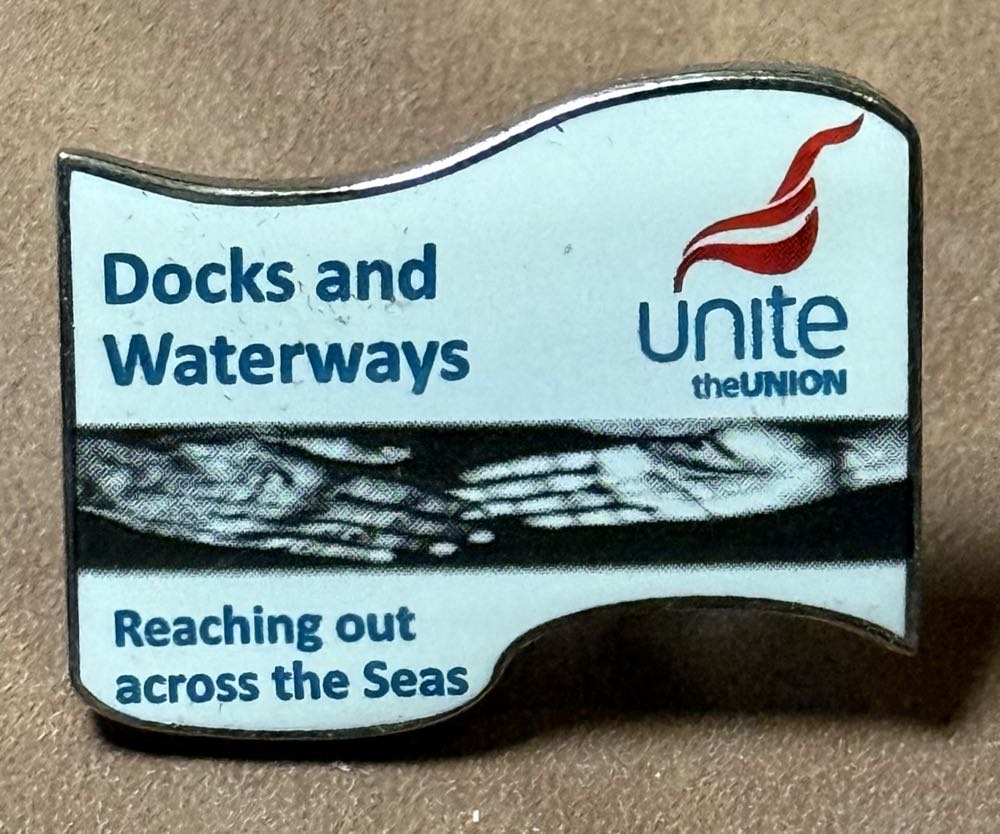 Docks and
Waterways
unite
theUNION
Reaching out
across the Seas